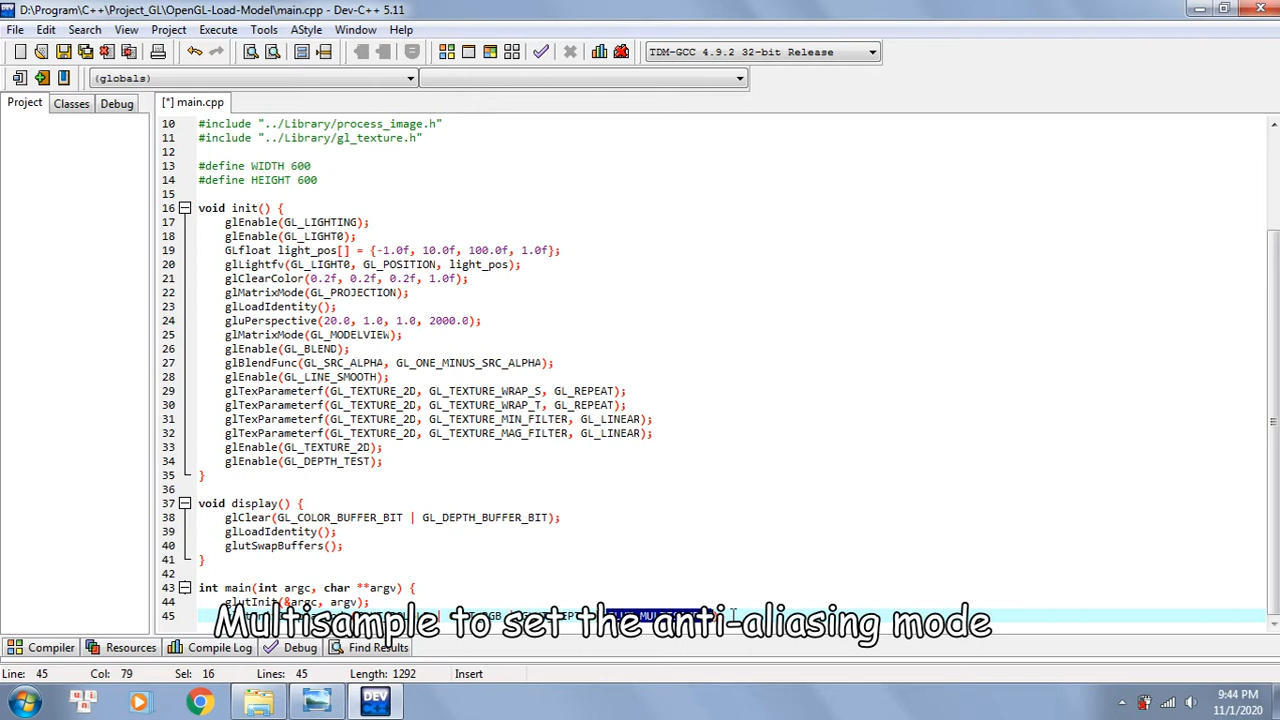 D:\Program\C++\Project_GL\OpenGL-Load-Model\main.cpp - Dev-C++ 5.11
File Edit Search View Project Execute Tools AStyle Window Help
TDM-GCC 4.9.2 32-bit Release
(globals)
Project Classes Debug [*] main.cpp
10 #include "../Library/process_image.h"
11 #include "../Library/gl_texture.h"
12
13 #define WIDTH 600
14 #define HEIGHT 600
15
16 void init() {
17 glEnable(GL_LIGHTING);
18 glEnable(GL_LIGHT0);
19 GLfloat light_pos[] = {-1.0f, 10.0f, 100.0f, 1.0f};
20 glLightfv(GL_LIGHT0, GL_POSITION, light_pos);
21 glClearColor(0.2f, 0.2f, 0.2f, 1.0f);
22 glMatrixMode(GL_PROJECTION);
23 glLoadIdentity();
24 gluPerspective(20.0, 1.0, 1.0, 2000.0);
25 glMatrixMode(GL_MODELVIEW);
26 glEnable(GL_BLEND);
27 glBlendFunc(GL_SRC_ALPHA, GL_ONE_MINUS_SRC_ALPHA);
28 glEnable(GL_LINE_SMOOTH);
29 glTexParameterf(GL_TEXTURE_2D, GL_TEXTURE_WRAP_S, GL_REPEAT);
30 glTexParameterf(GL_TEXTURE_2D, GL_TEXTURE_WRAP_T, GL_REPEAT);
31 glTexParameterf(GL_TEXTURE_2D, GL_TEXTURE_MIN_FILTER, GL_LINEAR);
32 glTexParameterf(GL_TEXTURE_2D, GL_TEXTURE_MAG_FILTER, GL_LINEAR);
33 glEnable(GL_TEXTURE_2D);
34 glEnable(GL_DEPTH_TEST);
35 }
36
37 void display() {
38 glClear(GL_COLOR_BUFFER_BIT | GL_DEPTH_BUFFER_BIT);
39 glLoadIdentity();
40 glutSwapBuffers();
41 }
42
43 int main(int argc, char **argv) {
44 glutInit(&argc, argv);
45
Multisample to set the anti-aliasing mode
Compiler Resources Compile Log Debug Find Results
Line: 45 Col: 79 Sel: 16 Lines: 45 Length: 1292 Insert
DEV
9:44 PM
11/1/2020